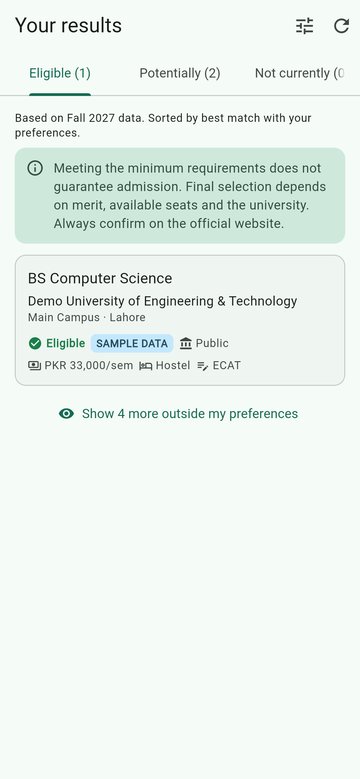 Your results
Eligible (1)
Potentially (2)
Not currently (0
Based on Fall 2027 data. Sorted by best match with your
preferences.
Meeting the minimum requirements does not
guarantee admission. Final selection depends
on merit, available seats and the university.
Always confirm on the official website.
BS Computer Science
Demo University of Engineering & Technology
Main Campus · Lahore
Eligible SAMPLE DATA Public
PKR 33,000/sem Hostel ECAT
Show 4 more outside my preferences